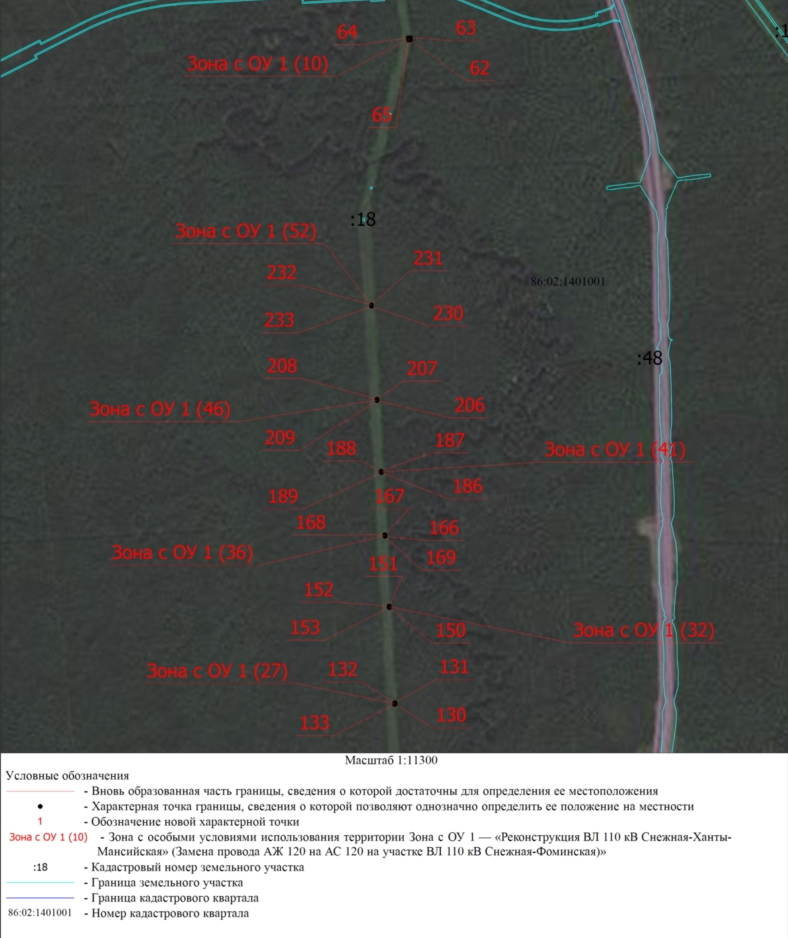 64
63
Зона с ОУ 1 (10)
62
65
:1
:18
Зона с ОУ 1 (52)
231
232
86:02:1401001
230
233
:48
208
207
Зона с ОУ 1 (46)
206
209
187
188
Зона с ОУ 1 (41)
189
186
167
168
166
Зона с ОУ 1 (36)
169
151
152
153
150
Зона с ОУ 1 (32)
Зона с ОУ 1 (27)
132
131
133
130
Масштаб 1:11300
Условные обозначения
- Вновь образованная часть границы, сведения о которой достаточны для определения ее местоположения
- Характерная точка границы, сведения о которой позволяют однозначно определить ее положение на местности
1 - Обозначение новой характерной точки
Зона с ОУ 1 (10) - Зона с особыми условиями использования территории Зона с ОУ 1 — «Реконструкция ВЛ 110 кВ Снежная-Ханты-
Мансийская» (Замена провода АЖ 120 на АС 120 на участке ВЛ 110 кВ Снежная-Фоминская)»
:18 - Кадастровый номер земельного участка
- Граница земельного участка
- Граница кадастрового квартала
86:02:1401001 - Номер кадастрового квартала